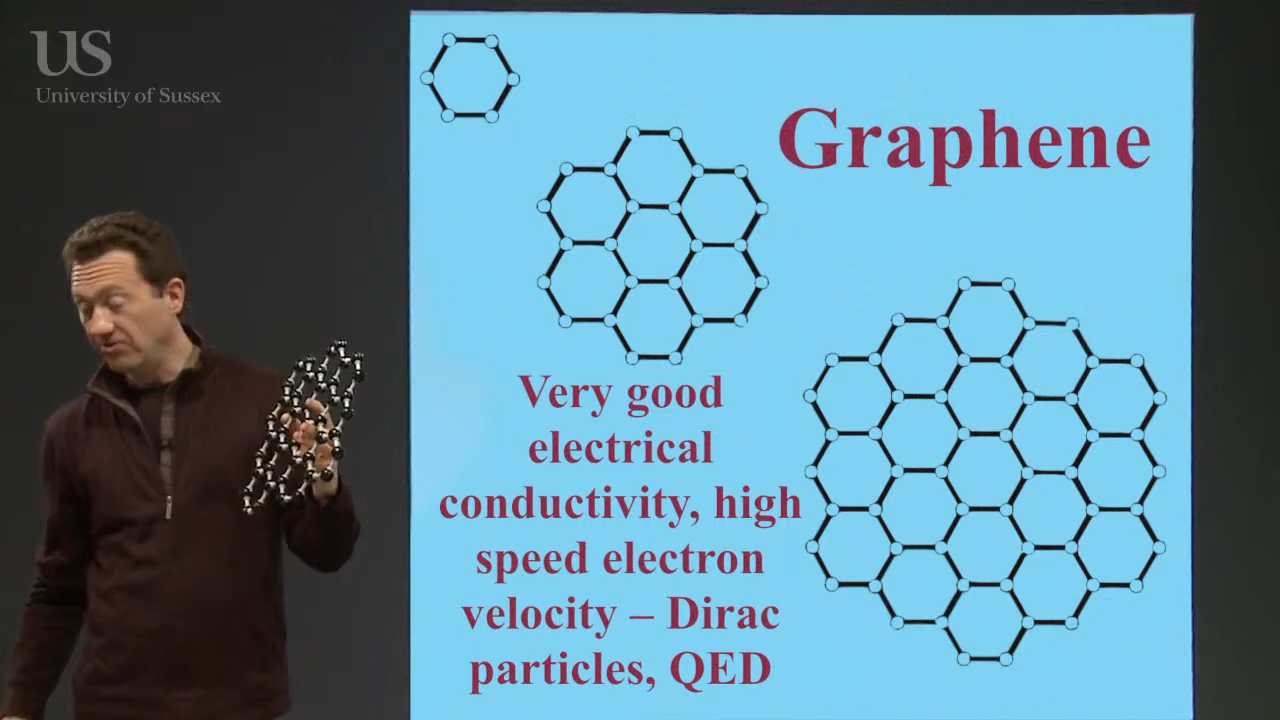 US
University of Sussex
Graphene
Very good
electrical
conductivity, high
speed electron
velocity – Dirac
particles, QED